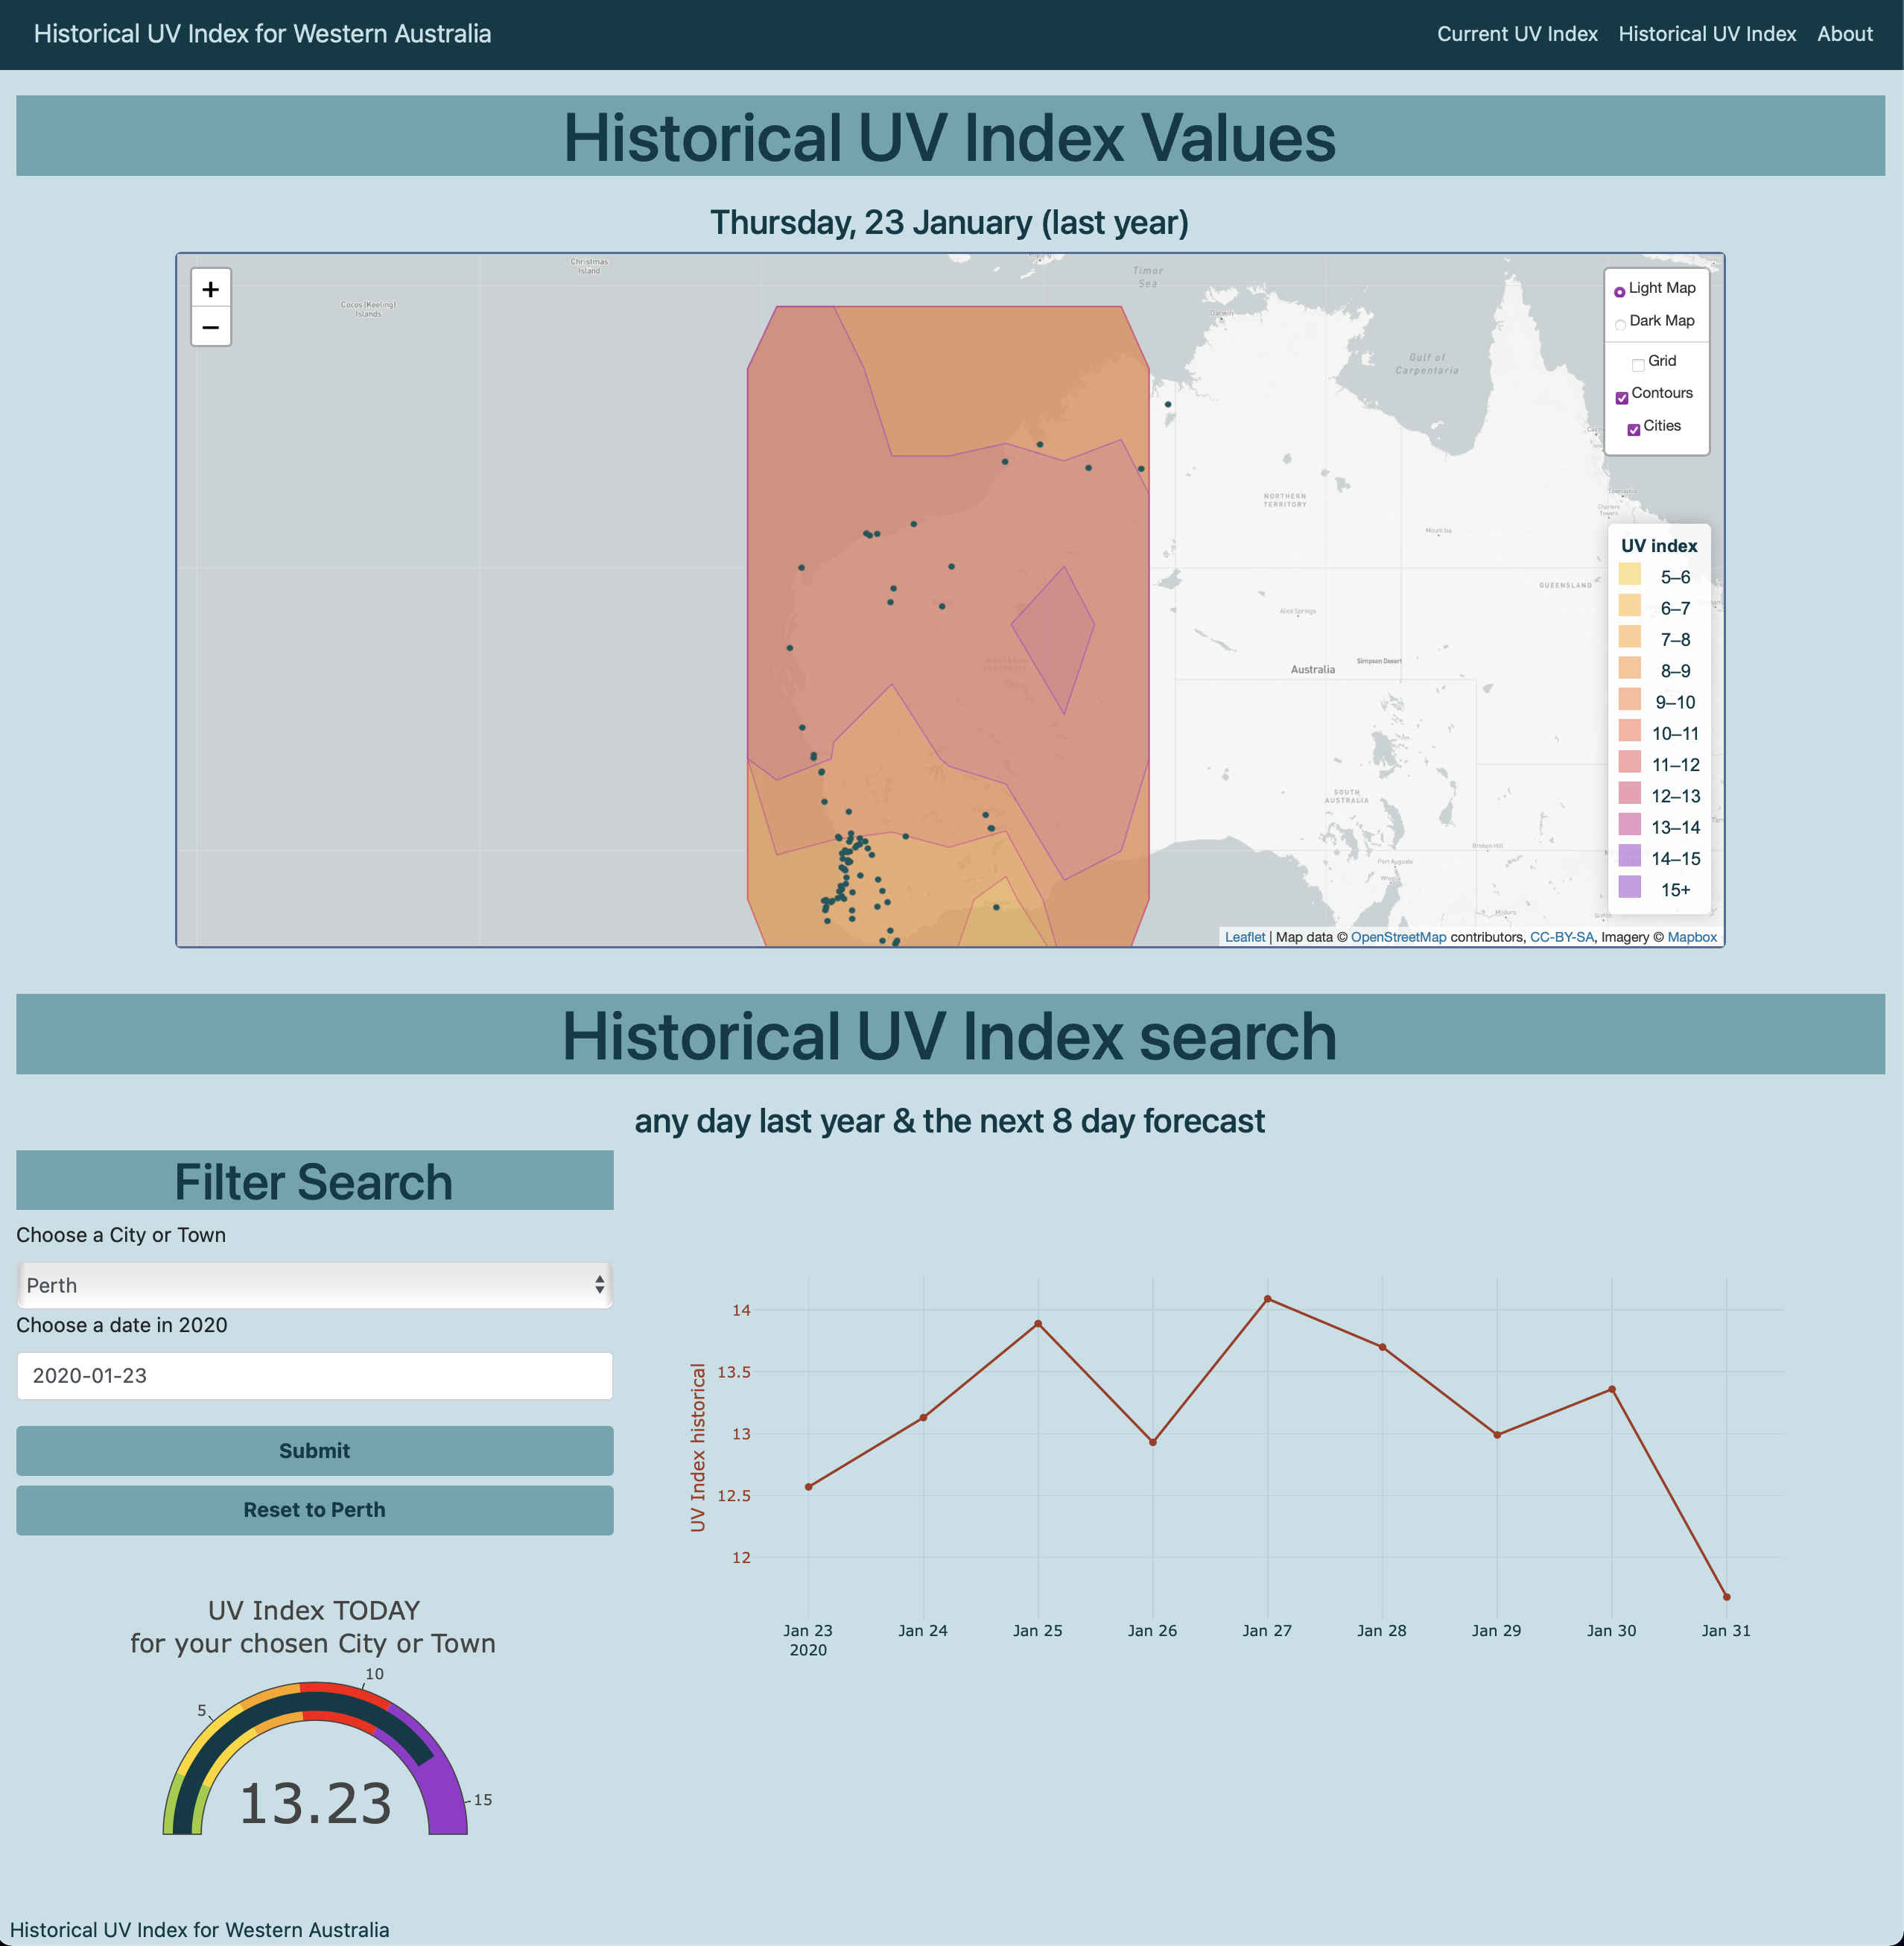 Historical UV Index for Western Australia
Current UV Index Historical UV Index About
Historical UV Index Values
Thursday, 23 January (last year)
+
−
Christmas
Island
Cocos (Keeling)
Islands
Timor
Sea
Darwin
Gulf of
Carpentaria
Light Map
Dark Map
Grid
Contours
Cities
NORTHERN
TERRITORY
Mount Isa
Townsville
Charters
Towers
QUEENSLAND
Alice Springs
WESTERN
AUSTRALIA
Australia
Simpson Desert
SOUTH
AUSTRALIA
Broken Hill
Port Augusta
Mildura
UV index
5–6
6–7
7–8
8–9
9–10
10–11
11–12
12–13
13–14
14–15
15+
Leaflet | Map data © OpenStreetMap contributors, CC-BY-SA, Imagery © Mapbox
Historical UV Index search
any day last year & the next 8 day forecast
Filter Search
Choose a City or Town
Perth
Choose a date in 2020
2020-01-23
Submit
Reset to Perth
UV Index TODAY
for your chosen City or Town
5
10
15
13.23
UV Index historical
14
13.5
13
12.5
12
Jan 23 Jan 24 Jan 25 Jan 26 Jan 27 Jan 28 Jan 29 Jan 30 Jan 31
2020
Historical UV Index for Western Australia